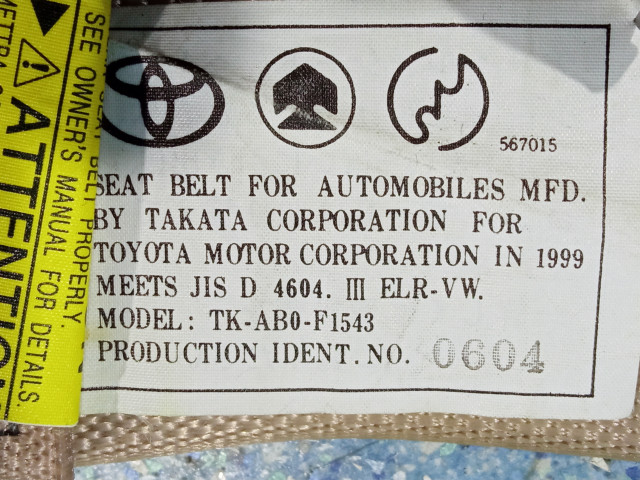 567015
SEAT BELT FOR AUTOMOBILES MFD.
BY TAKATA CORPORATION FOR
TOYOTA MOTOR CORPORATION IN 1999
MEETS JIS D 4604. III ELR-VW.
MODEL: TK-AB0-F1543
PRODUCTION IDENT. NO. 0604
BELT PROPERLY.
SEE OWNER'S MANUAL FOR DETAILS.
ATTENTION